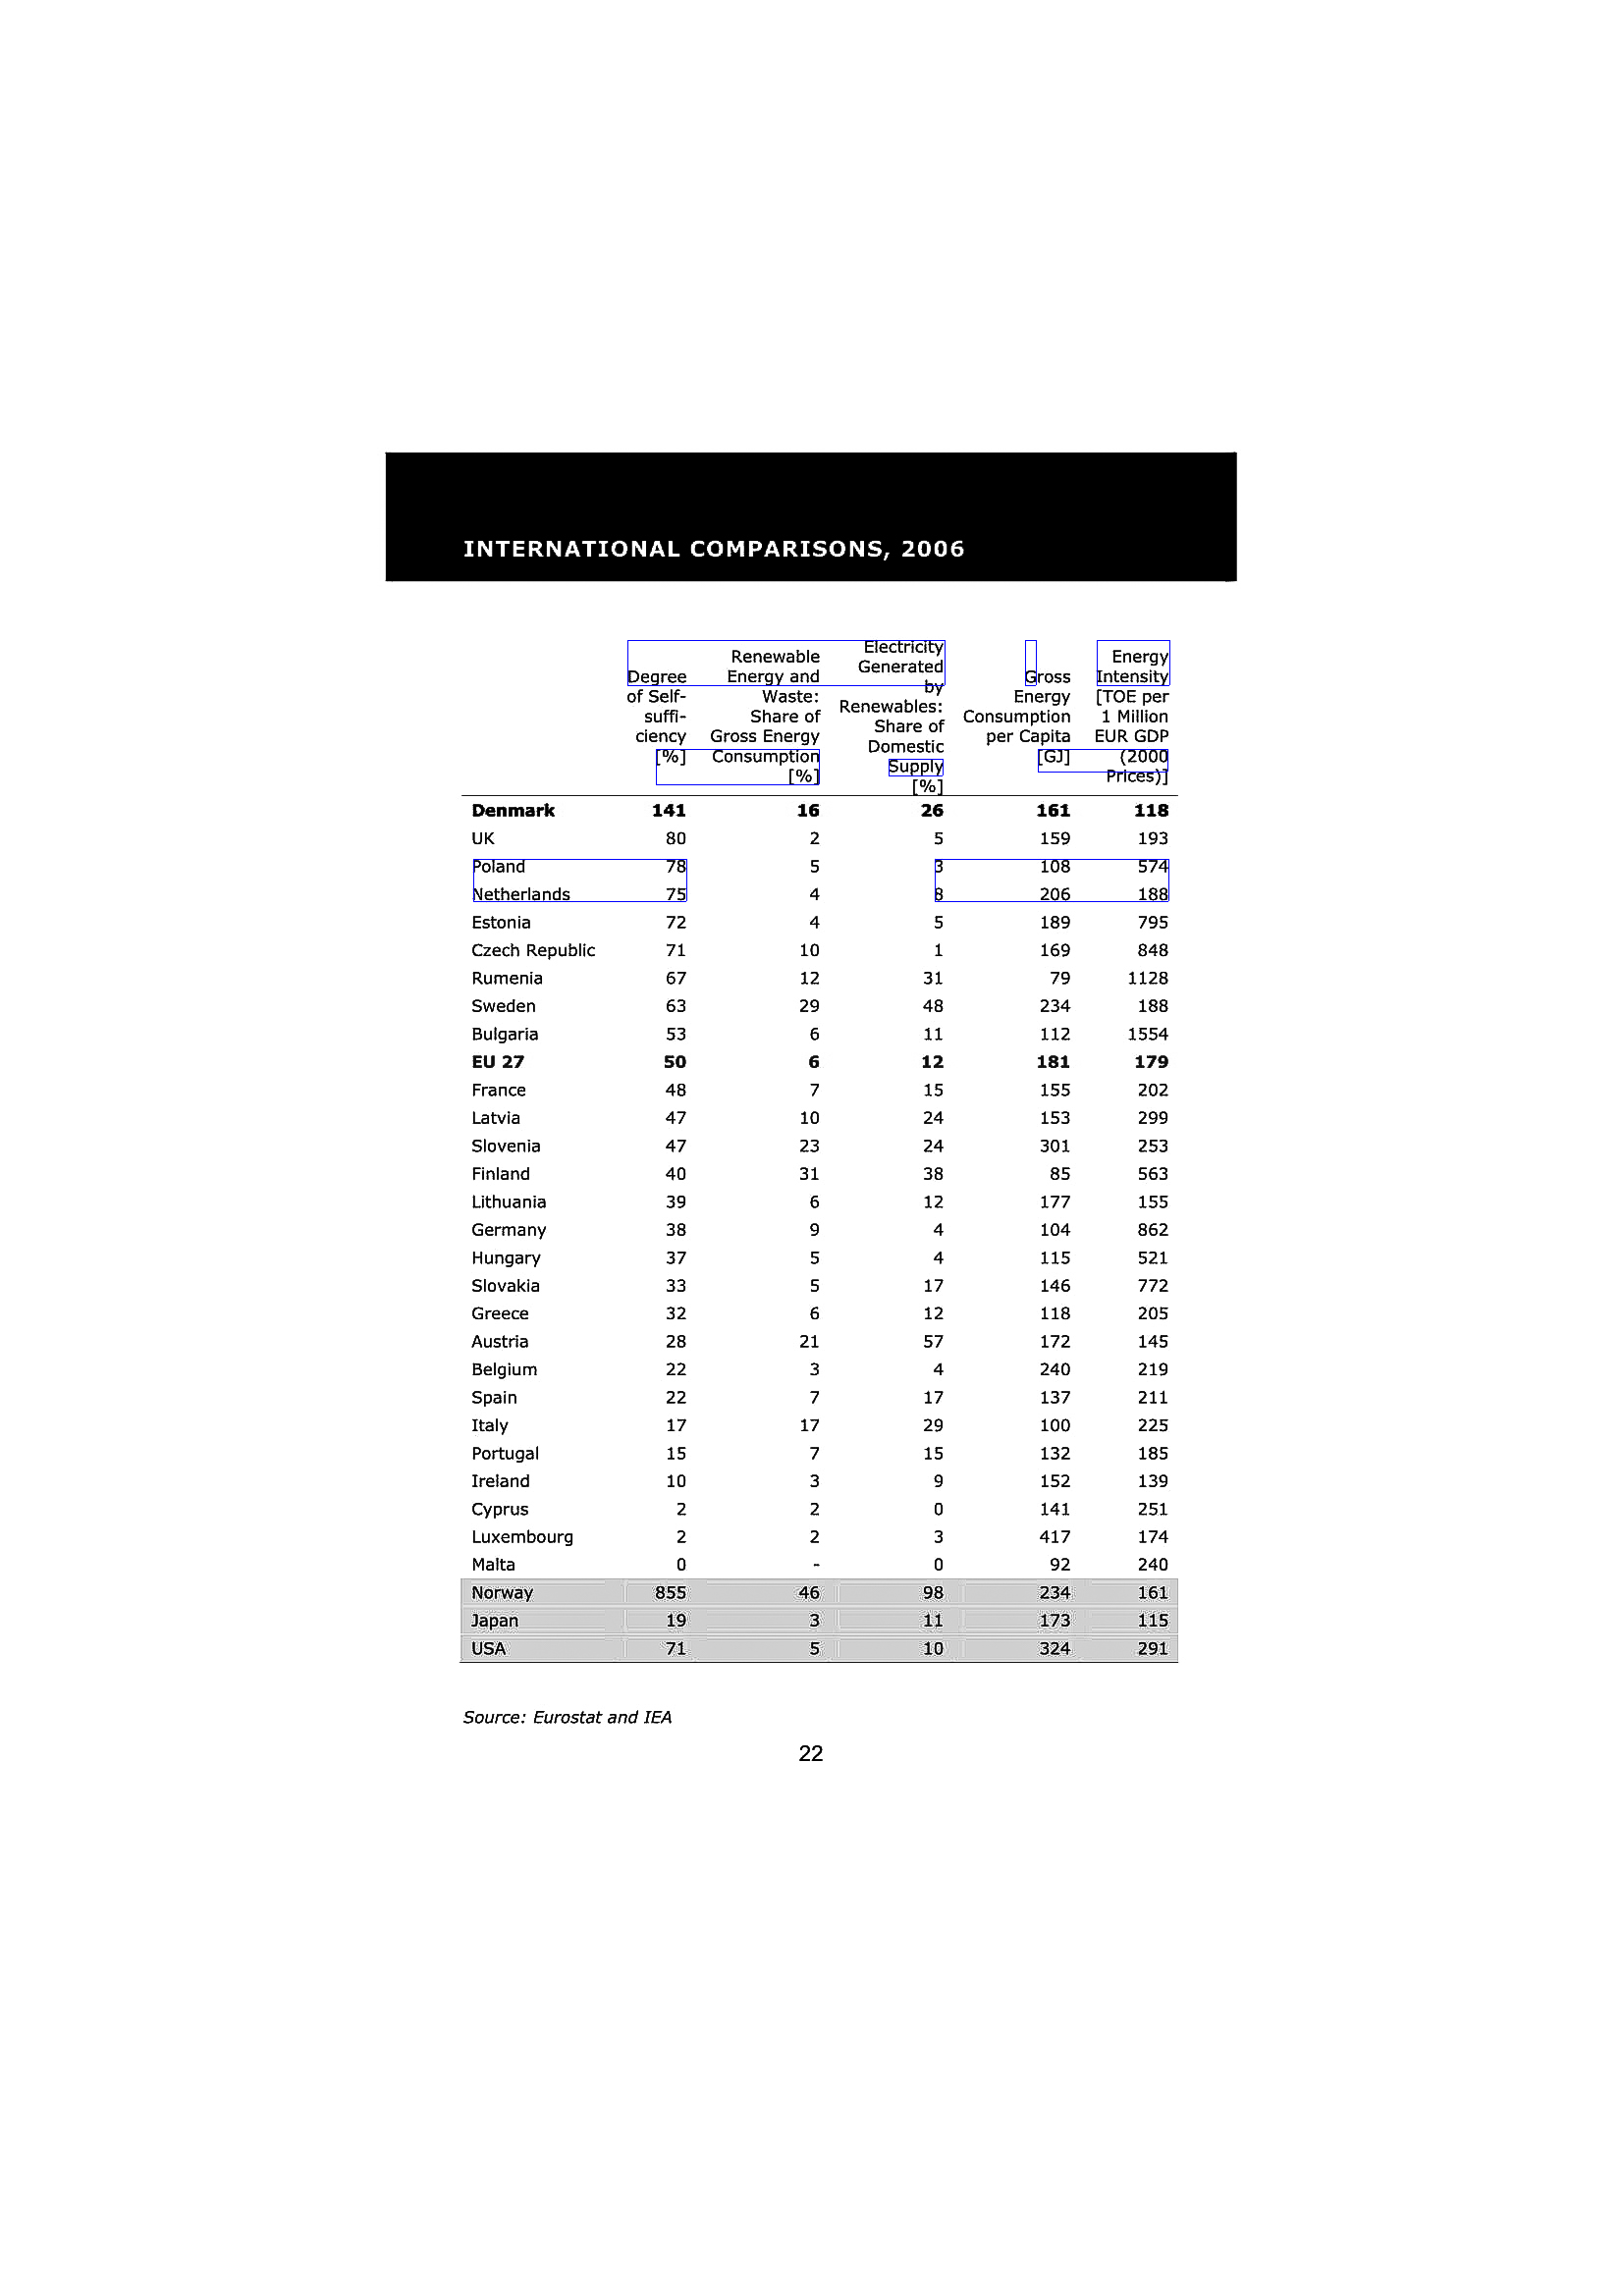 INTERNATIONAL COMPARISONS, 2006
Degree of Self-suffi-ciency [%] Renewable Energy and Waste: Share of Gross Energy Consumption [%] Electricity Generated by Renewables: Share of Domestic Supply [%] Gross Energy Consumption per Capita [GJ] Energy Intensity [TOE per 1 Million EUR GDP (2000 Prices)]
Denmark 141 16 26 161 118
UK 80 2 5 159 193
Poland 78 5 3 108 574
Netherlands 75 4 8 206 188
Estonia 72 4 5 189 795
Czech Republic 71 10 1 169 848
Rumenia 67 12 31 79 1128
Sweden 63 29 48 234 188
Bulgaria 53 6 11 112 1554
EU 27 50 6 12 181 179
France 48 7 15 155 202
Latvia 47 10 24 153 299
Slovenia 47 23 24 301 253
Finland 40 31 38 85 563
Lithuania 39 6 12 177 155
Germany 38 9 4 104 862
Hungary 37 5 4 115 521
Slovakia 33 5 17 146 772
Greece 32 6 12 118 205
Austria 28 21 57 172 145
Belgium 22 3 4 240 219
Spain 22 7 17 137 211
Italy 17 17 29 100 225
Portugal 15 7 15 132 185
Ireland 10 3 9 152 139
Cyprus 2 2 0 141 251
Luxembourg 2 2 3 417 174
Malta 0 - 0 92 240
Norway 855 46 98 234 161
Japan 19 3 11 173 115
USA 71 5 10 324 291
Source: Eurostat and IEA
22